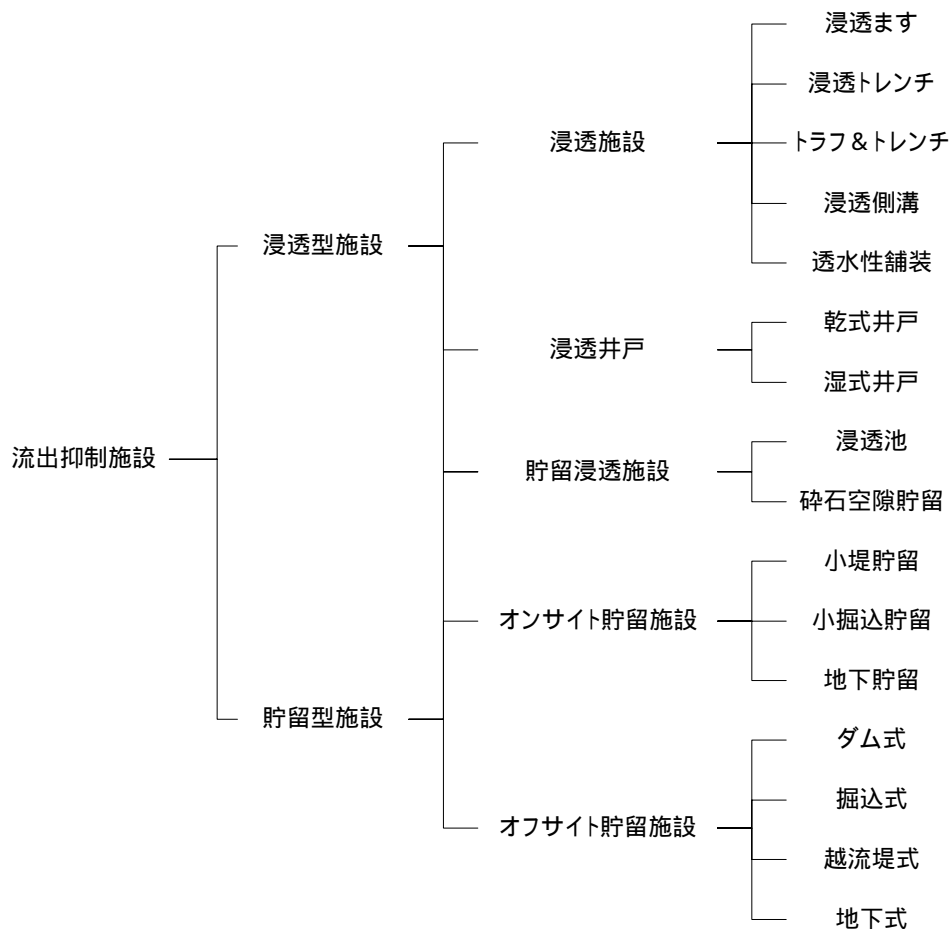 流出抑制施設
浸透型施設
浸透施設
浸透ます
浸透トレンチ
トラフ＆トレンチ
浸透側溝
透水性舗装
浸透井戸
乾式井戸
湿式井戸
貯留浸透施設
浸透池
砕石空隙貯留
貯留型施設
オンサイト貯留施設
小堤貯留
小掘込貯留
地下貯留
オフサイト貯留施設
ダム式
掘込式
越流堤式
地下式